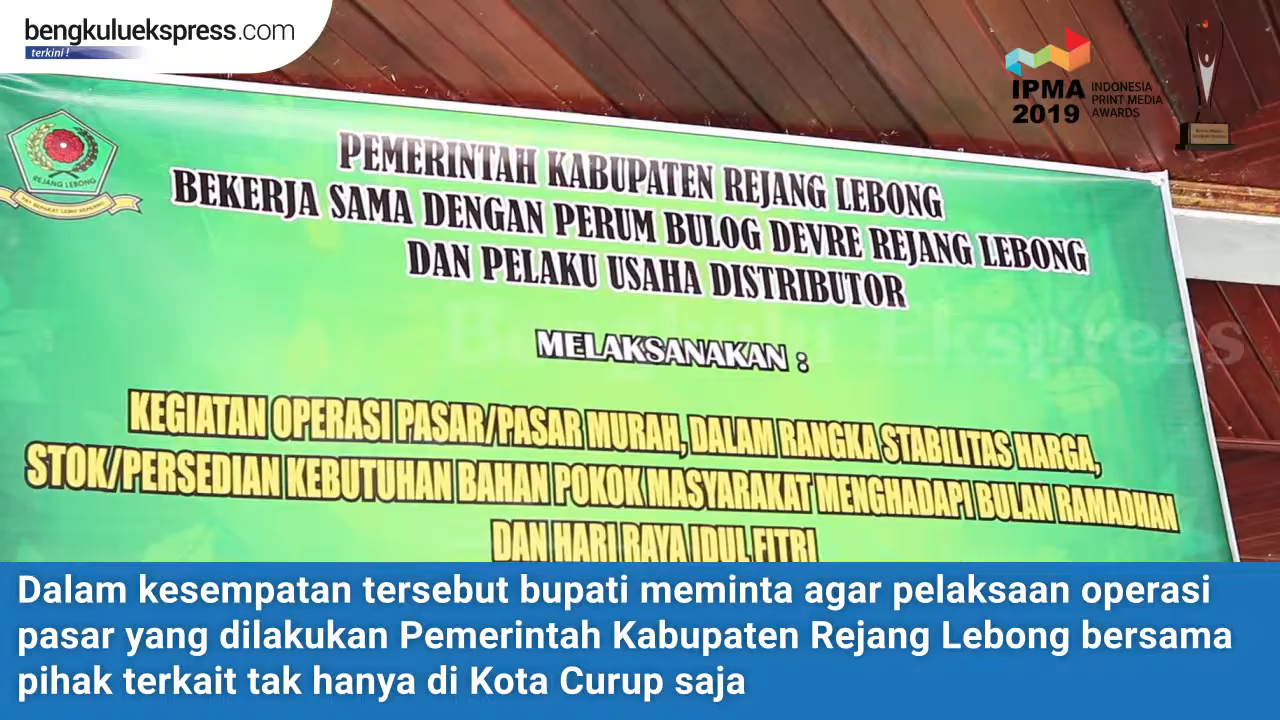 bengkuluekspress.com
terkini !
IPMA
2019
INDONESIA
PRINT MEDIA
AWARDS
REJANG LEBONG
PEMERINTAH KABUPATEN REJANG LEBONG
BEKERJA SAMA DENGAN PERUM BULOG DEVRE REJANG LEBONG
DAN PELAKU USAHA DISTRIBUTOR
Bengkulu Ekspress
MELAKSANAKAN :
KEGIATAN OPERASI PASAR/PASAR MURAH, DALAM RANGKA STABILITAS HARGA,
STOK/PERSEDIAN KEBUTUHAN BAHAN POKOK MASYARAKAT MENGHADAPI BULAN RAMADHAN
DAN HARI RAYA IDUL FITRI
Dalam kesempatan tersebut bupati meminta agar pelaksaan operasi
pasar yang dilakukan Pemerintah Kabupaten Rejang Lebong bersama
pihak terkait tak hanya di Kota Curup saja